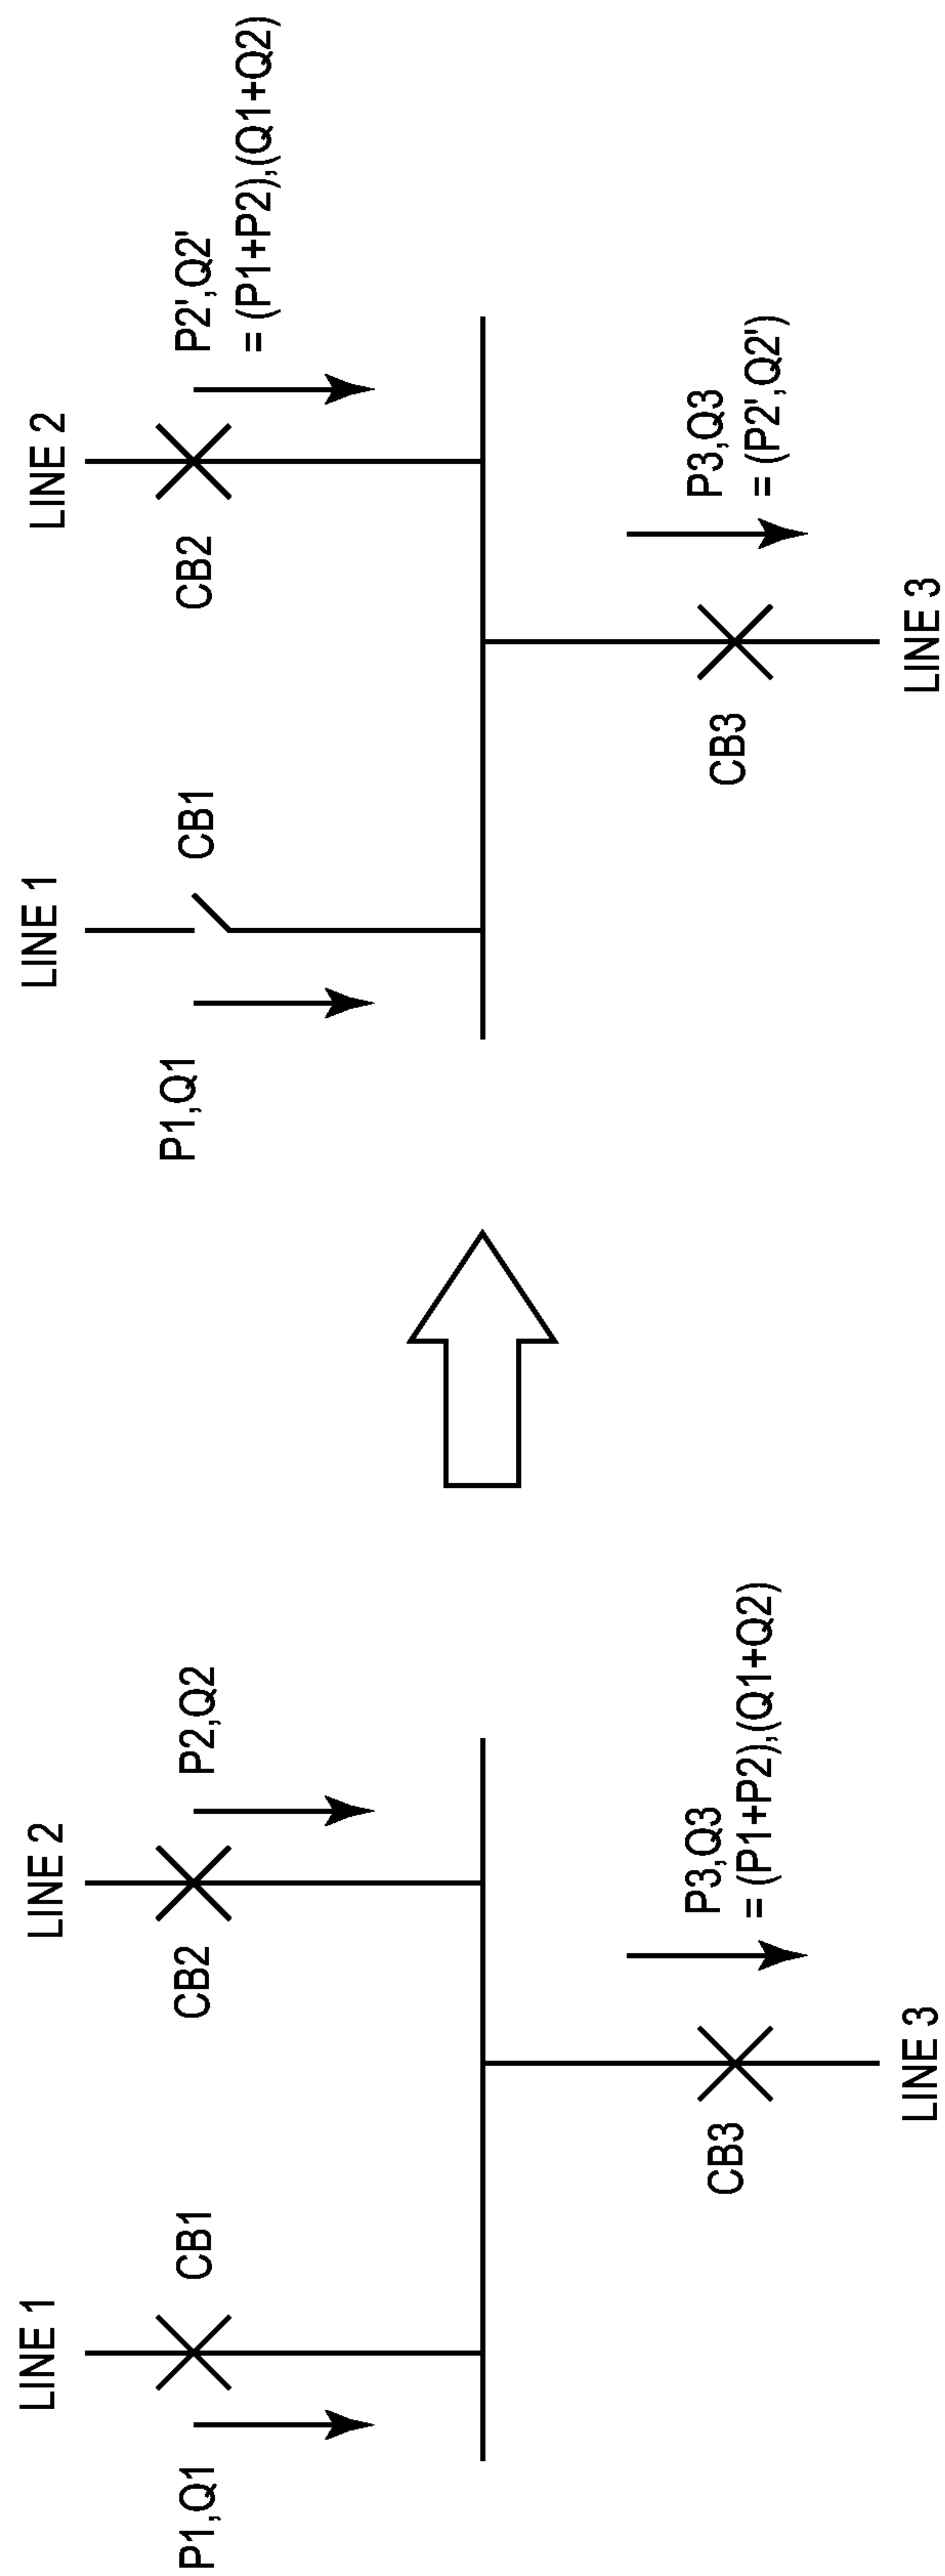 LINE 1
LINE 2
P1,Q1
CB1
CB2
P2,Q2
CB3
P3,Q3
= (P1+P2),(Q1+Q2)
LINE 3
LINE 1
LINE 2
P1,Q1
CB1
CB2
P2',Q2'
= (P1+P2),(Q1+Q2)
CB3
P3,Q3
= (P2',Q2')
LINE 3